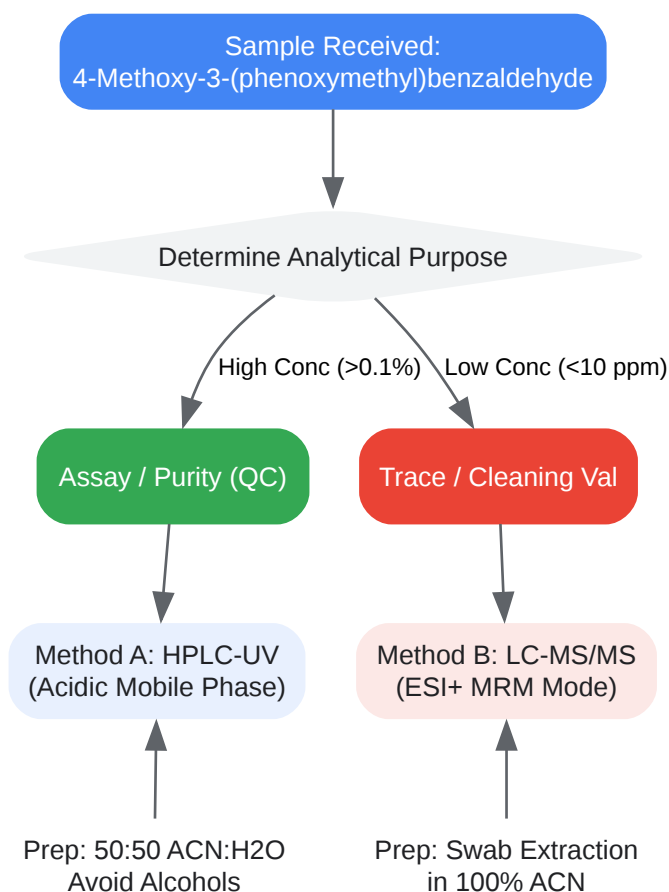 Sample Received:
4-Methoxy-3-(phenoxymethyl)benzaldehyde
Determine Analytical Purpose
High Conc (>0.1%)
Low Conc (<10 ppm)
Assay / Purity (QC)
Trace / Cleaning Val
Method A: HPLC-UV
(Acidic Mobile Phase)
Method B: LC-MS/MS
(ESI+ MRM Mode)
Prep: 50:50 ACN:H2O
Avoid Alcohols
Prep: Swab Extraction
in 100% ACN